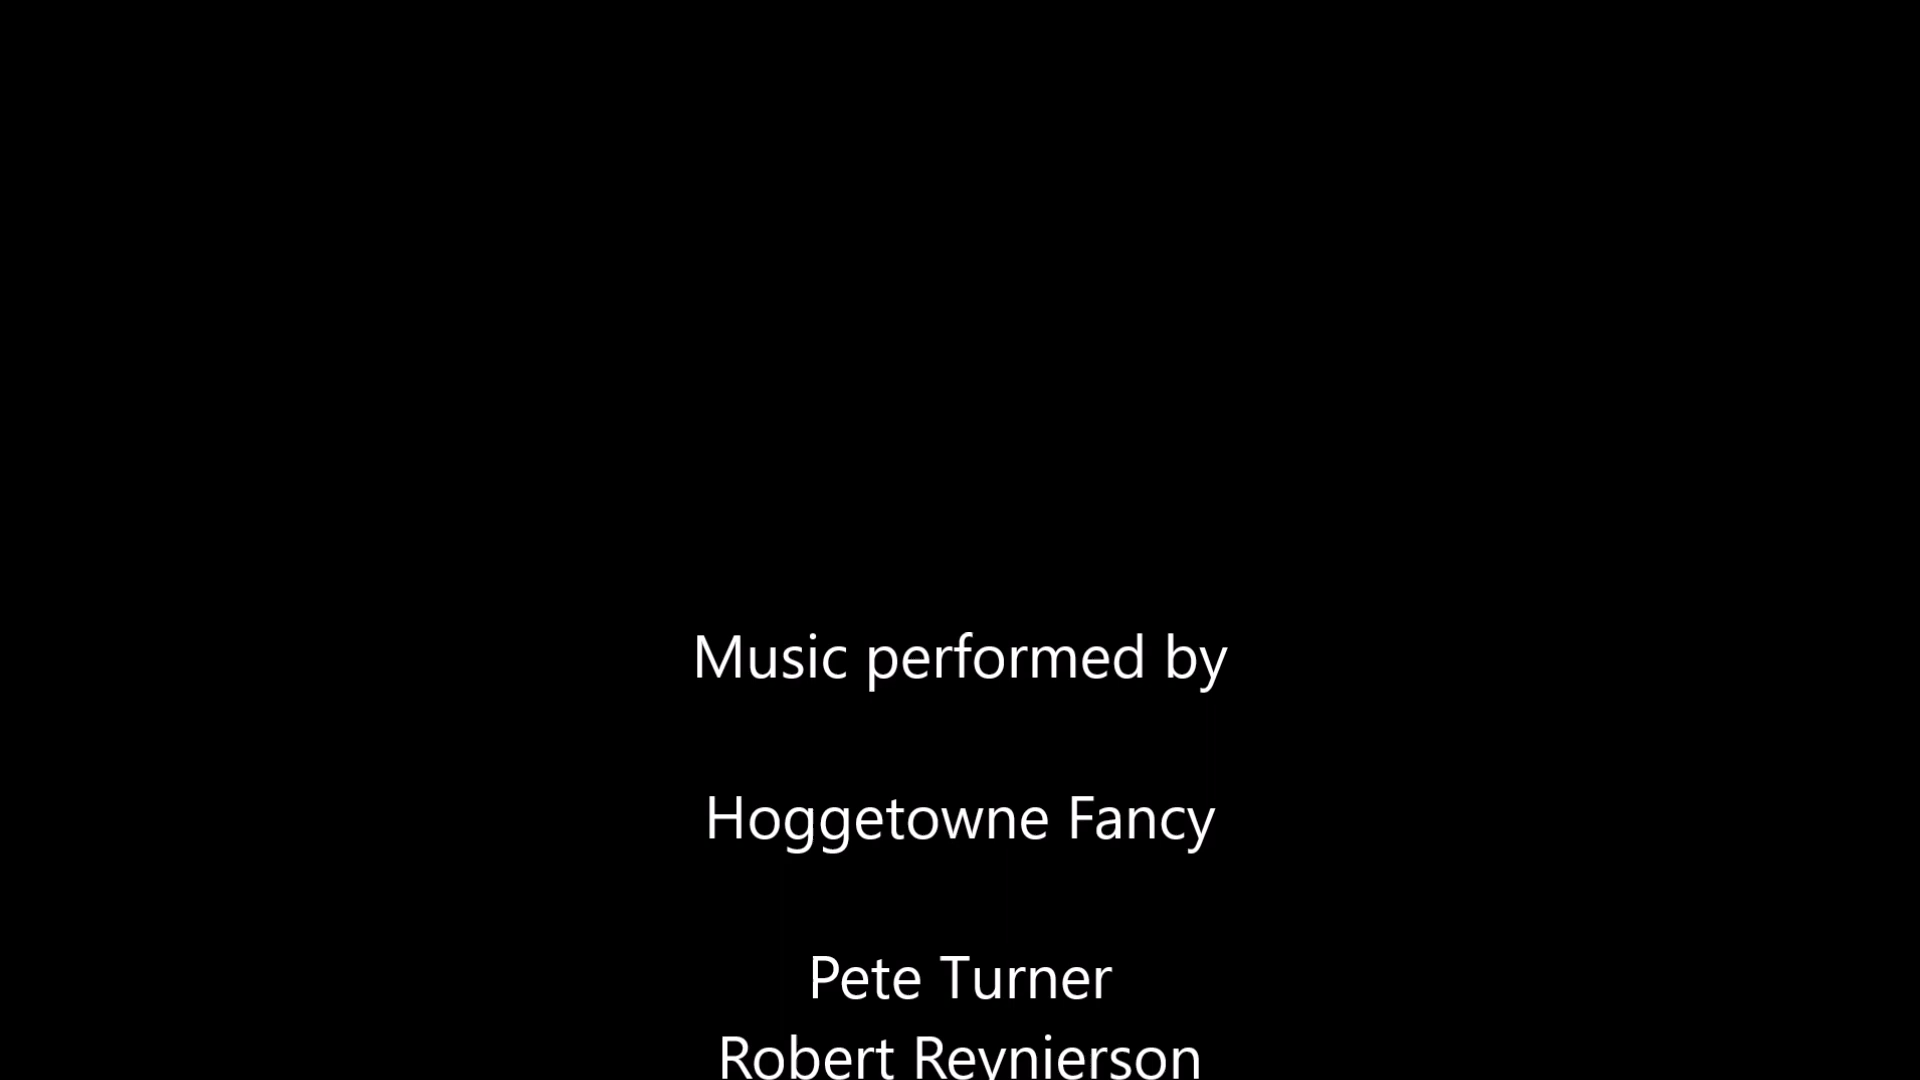 Music performed by
Hoggetowne Fancy
Pete Turner
Robert Reynierson